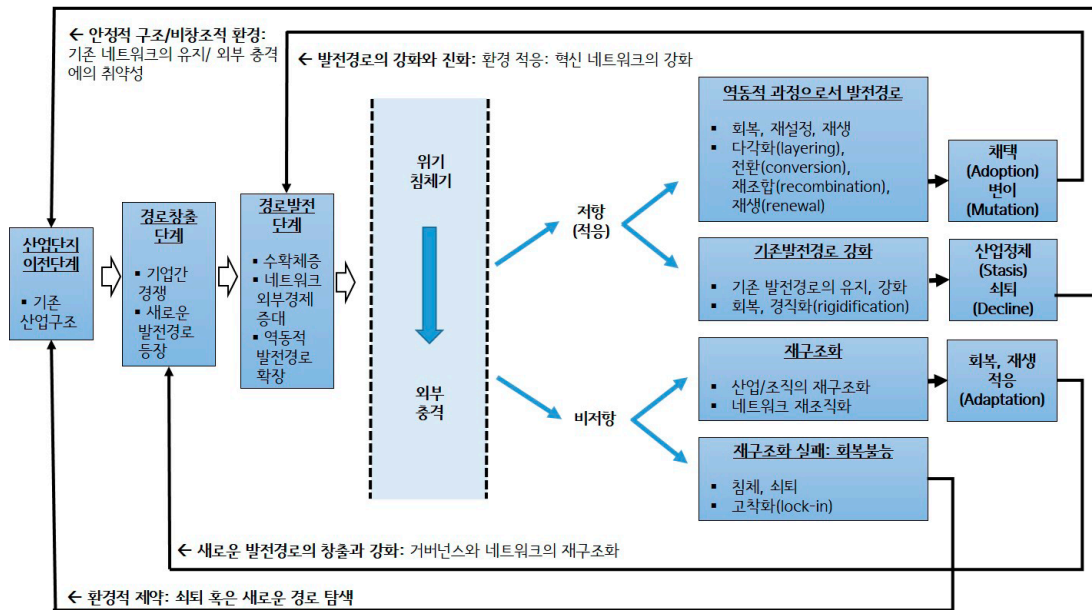 ← 안정적 구조/비창조적 환경:
기존 네트워크의 유지/ 외부 충격
에의 취약성
← 발전경로의 강화와 진화: 환경 적응: 혁신 네트워크의 강화
산업단지
이전단계
▪ 기존
산업구조
경로창출
단계
▪ 기업간
경쟁
▪ 새로운
발전경로
등장
경로발전
단계
▪ 수확체증
▪ 네트워크
외부경제
증대
▪ 역동적
발전경로
확장
위기
침체기
외부
충격
저항
(적응)
비저항
역동적 과정으로서 발전경로
▪ 회복, 재설정, 재생
▪ 다각화(layering),
전환(conversion),
재조합(recombination),
재생(renewal)
채택
(Adoption)
변이
(Mutation)
기존발전경로 강화
▪ 기존 발전경로의 유지, 강화
▪ 회복, 경직화(rigidification)
산업정체
(Stasis)
쇠퇴
(Decline)
재구조화
▪ 산업/조직의 재구조화
▪ 네트워크 재조직화
회복, 재생
적응
(Adaptation)
재구조화 실패: 회복불능
▪ 침체, 쇠퇴
▪ 고착화(lock-in)
← 새로운 발전경로의 창출과 강화: 거버넌스와 네트워크의 재구조화
← 환경적 제약: 쇠퇴 혹은 새로운 경로 탐색